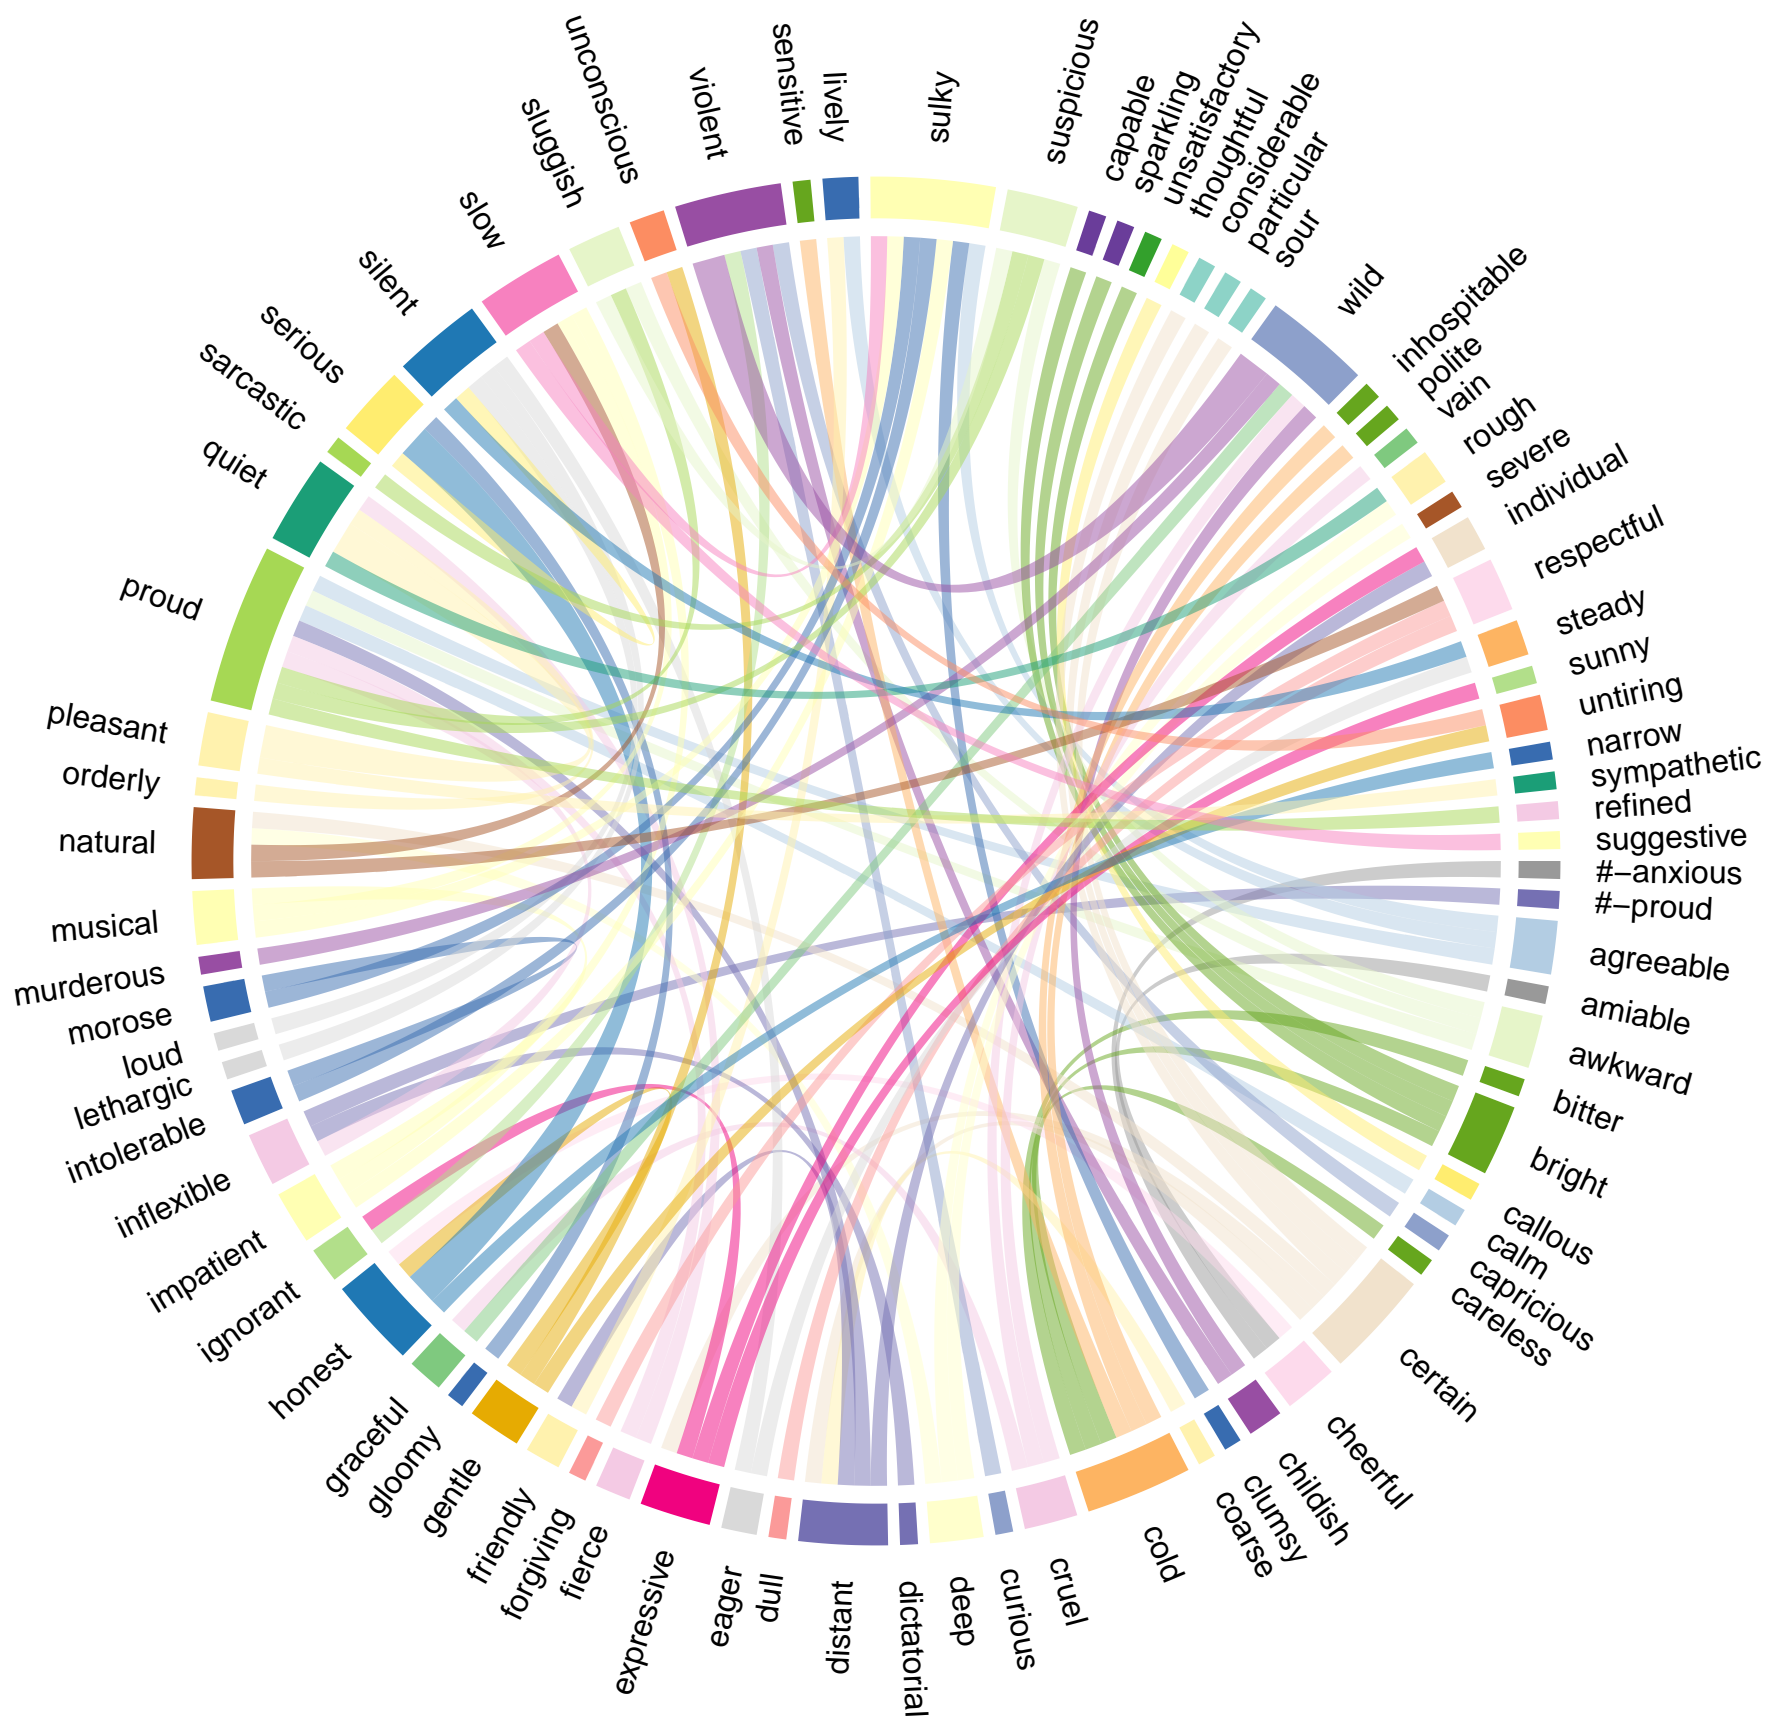 sulky
suspicious
capable
sparkling
unsatisfactory
thoughtful
considerable
particular
sour
wild
inhospitable
polite
vain
rough
severe
individual
respectful
steady
sunny
untiring
narrow
sympathetic
refined
suggestive
#−anxious
#−proud
agreeable
amiable
awkward
bitter
bright
callous
calm
capricious
careless
certain
cheerful
childish
clumsy
coarse
cold
cruel
curious
deep
dictatorial
distant
dull
eager
expressive
fierce
forgiving
friendly
gentle
gloomy
graceful
honest
ignorant
impatient
inflexible
intolerable
lethargic
loud
morose
murderous
musical
natural
orderly
pleasant
proud
quiet
sarcastic
serious
silent
slow
sluggish
unconscious
violent
sensitive
lively